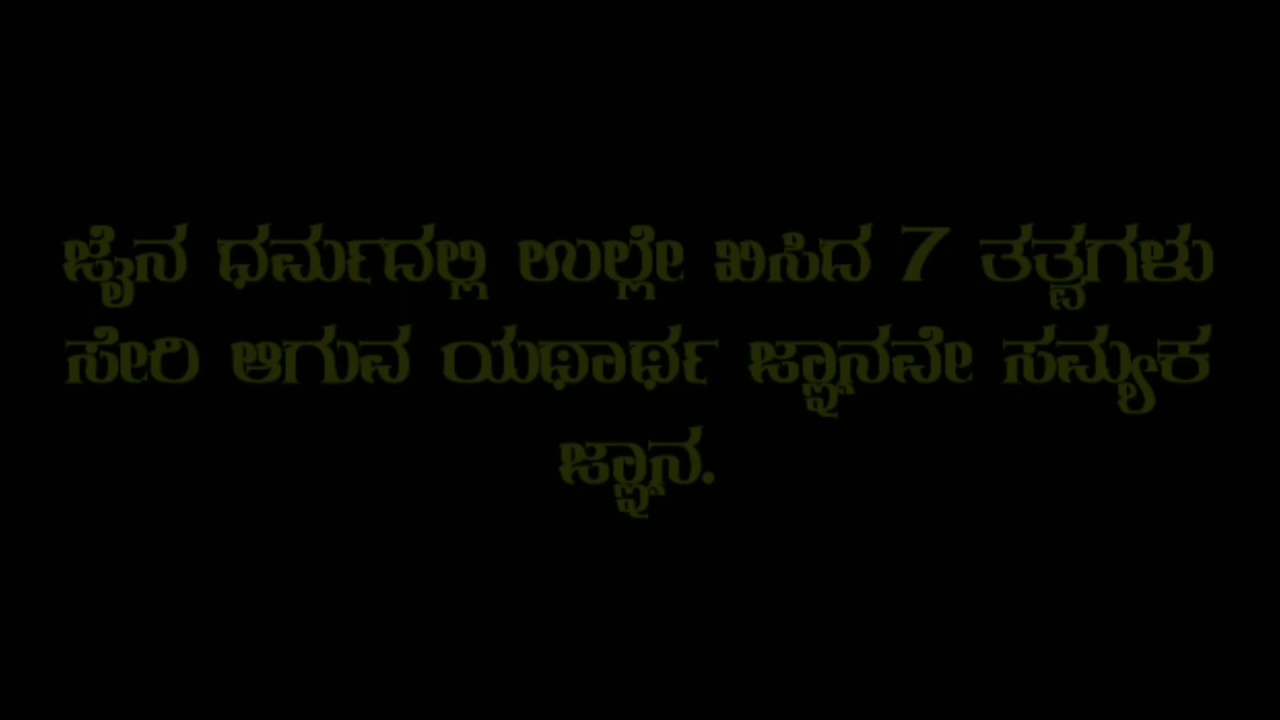 ಜೈನ ಧರ್ಮದಲ್ಲಿ ಉಲ್ಲೇ ಖಿಸಿದ 7 ತತ್ವಗಳು
ಸೇರಿ ಆಗುವ ಯಥಾರ್ಥ ಜ್ಞಾನವೇ ಸಮ್ಯಕ
ಜ್ಞಾನ.